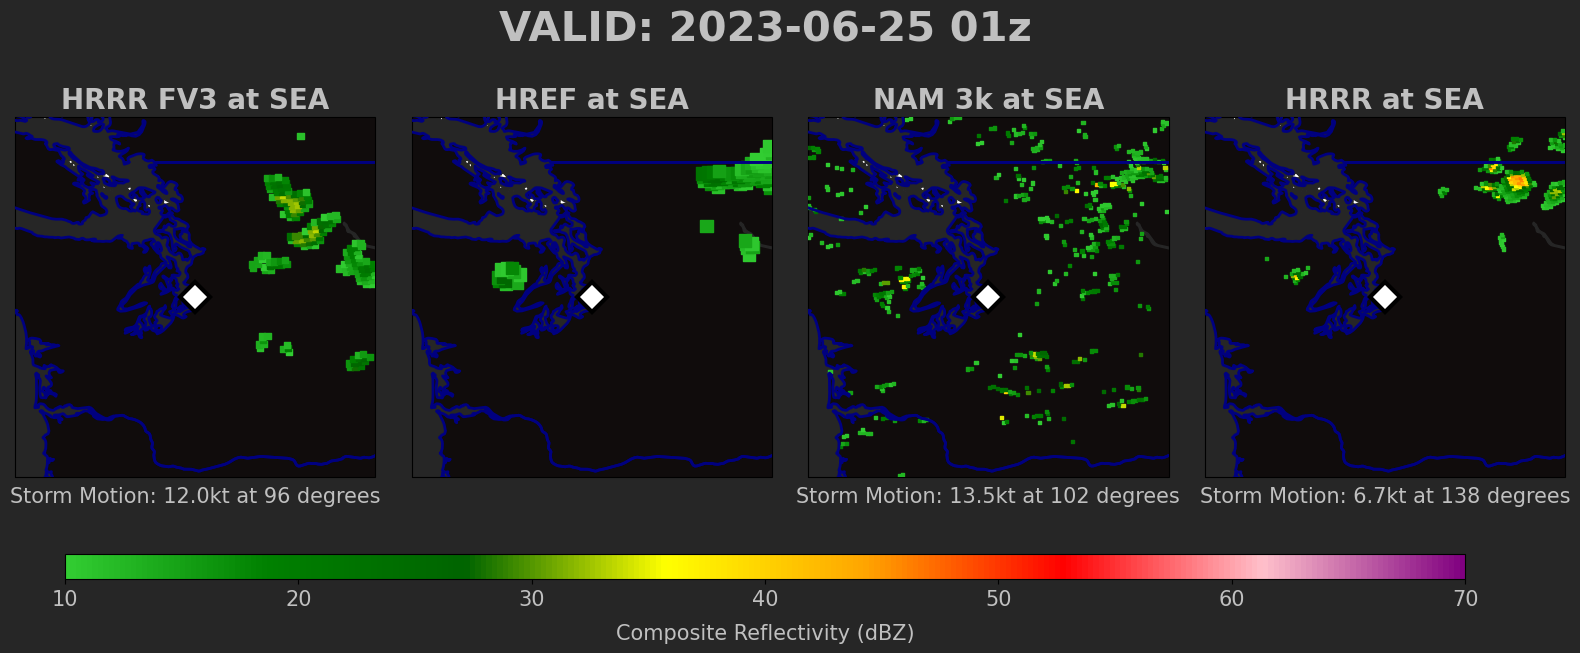 VALID: 2023-06-25 01z
HRRR FV3 at SEA
HREF at SEA
NAM 3k at SEA
HRRR at SEA
Storm Motion: 12.0kt at 96 degrees
Storm Motion: 13.5kt at 102 degrees
Storm Motion: 6.7kt at 138 degrees
10 20 30 40 50 60 70
Composite Reflectivity (dBZ)